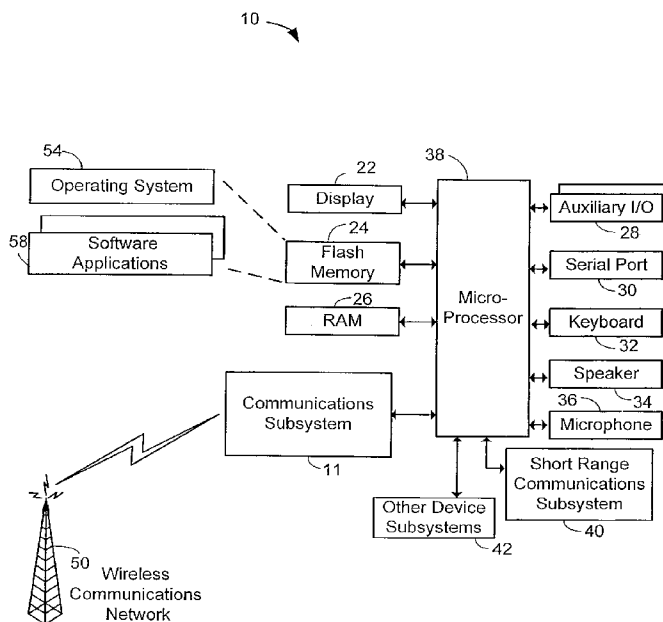 10
54
Operating System
58
Software
Applications
22
Display
24
Flash
Memory
26
RAM
38
Micro-
Processor
Auxiliary I/O
28
Serial Port
30
Keyboard
32
Speaker
34
36
Microphone
Communications
Subsystem
11
Short Range
Communications
Subsystem
40
Other Device
Subsystems
42
50
Wireless
Communications
Network